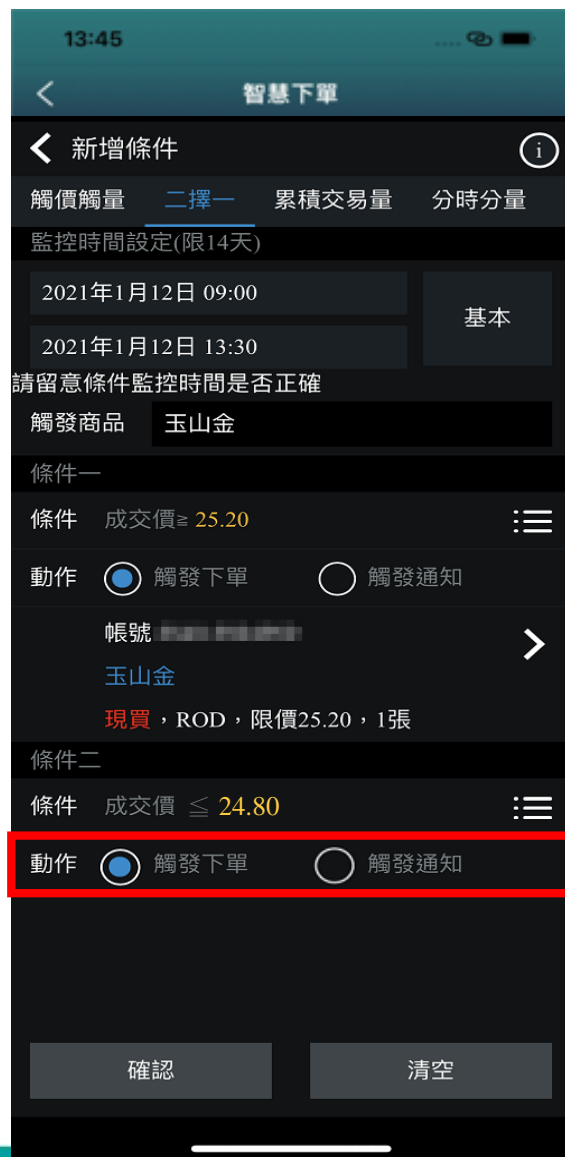 13:45
智慧下單
新增條件
觸價觸量 二擇一 累積交易量 分時分量
監控時間設定(限14天)
2021年1月12日 09:00
基本
2021年1月12日 13:30
請留意條件監控時間是否正確
觸發商品 玉山金
條件一
條件 成交價≧ 25.20
動作 觸發下單 觸發通知
帳號
玉山金
現買，ROD，限價25.20，1張
條件二
條件 成交價 ≦ 24.80
動作 觸發下單 觸發通知
確認 清空